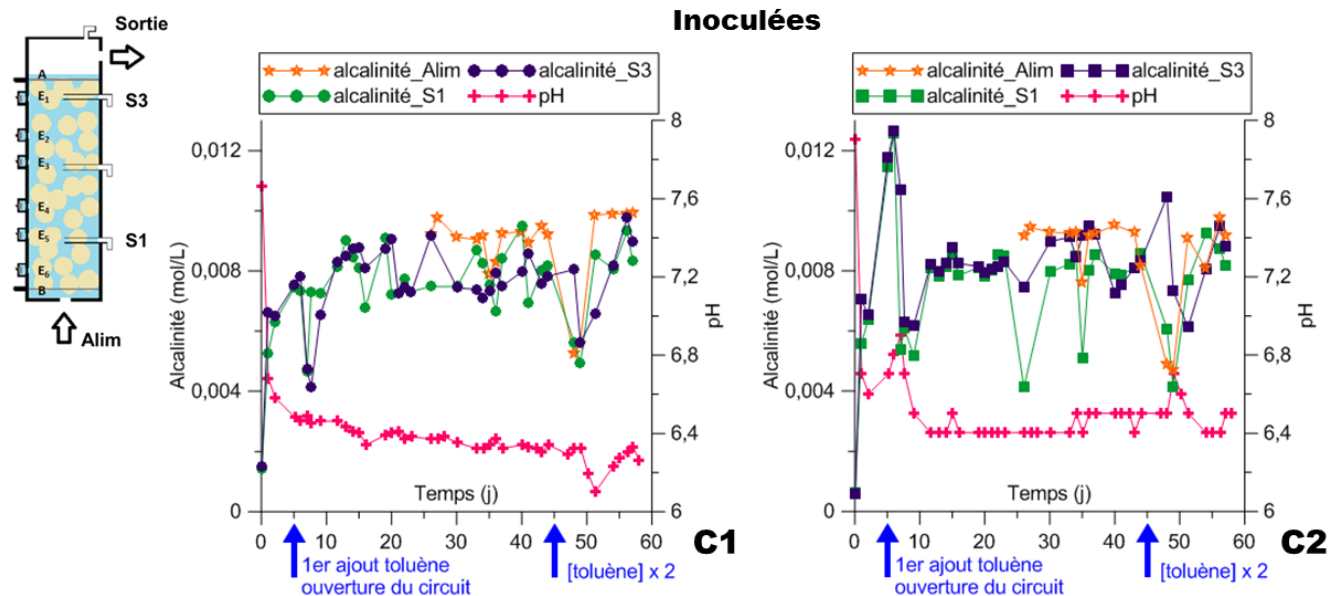 Inoculées
Sortie
A
E1
S3
E2
E3
E4
E5
S1
E6
B
Alim
alcalinité_Alim
alcalinité_S3
alcalinité_S1
pH
Alcalinité (mol/L)
0,012
0,008
0,004
0
8
7,6
7,2
6,8
6,4
6
pH
Temps (j)
0 10 20 30 40 50 60
C1
1er ajout toluène
ouverture du circuit
[toluène] x 2
alcalinité_Alim
alcalinité_S3
alcalinité_S1
pH
Alcalinité (mol/L)
0,012
0,008
0,004
0
8
7,6
7,2
6,8
6,4
6
pH
Temps (j)
0 10 20 30 40 50 60
C2
1er ajout toluène
ouverture du circuit
[toluène] x 2